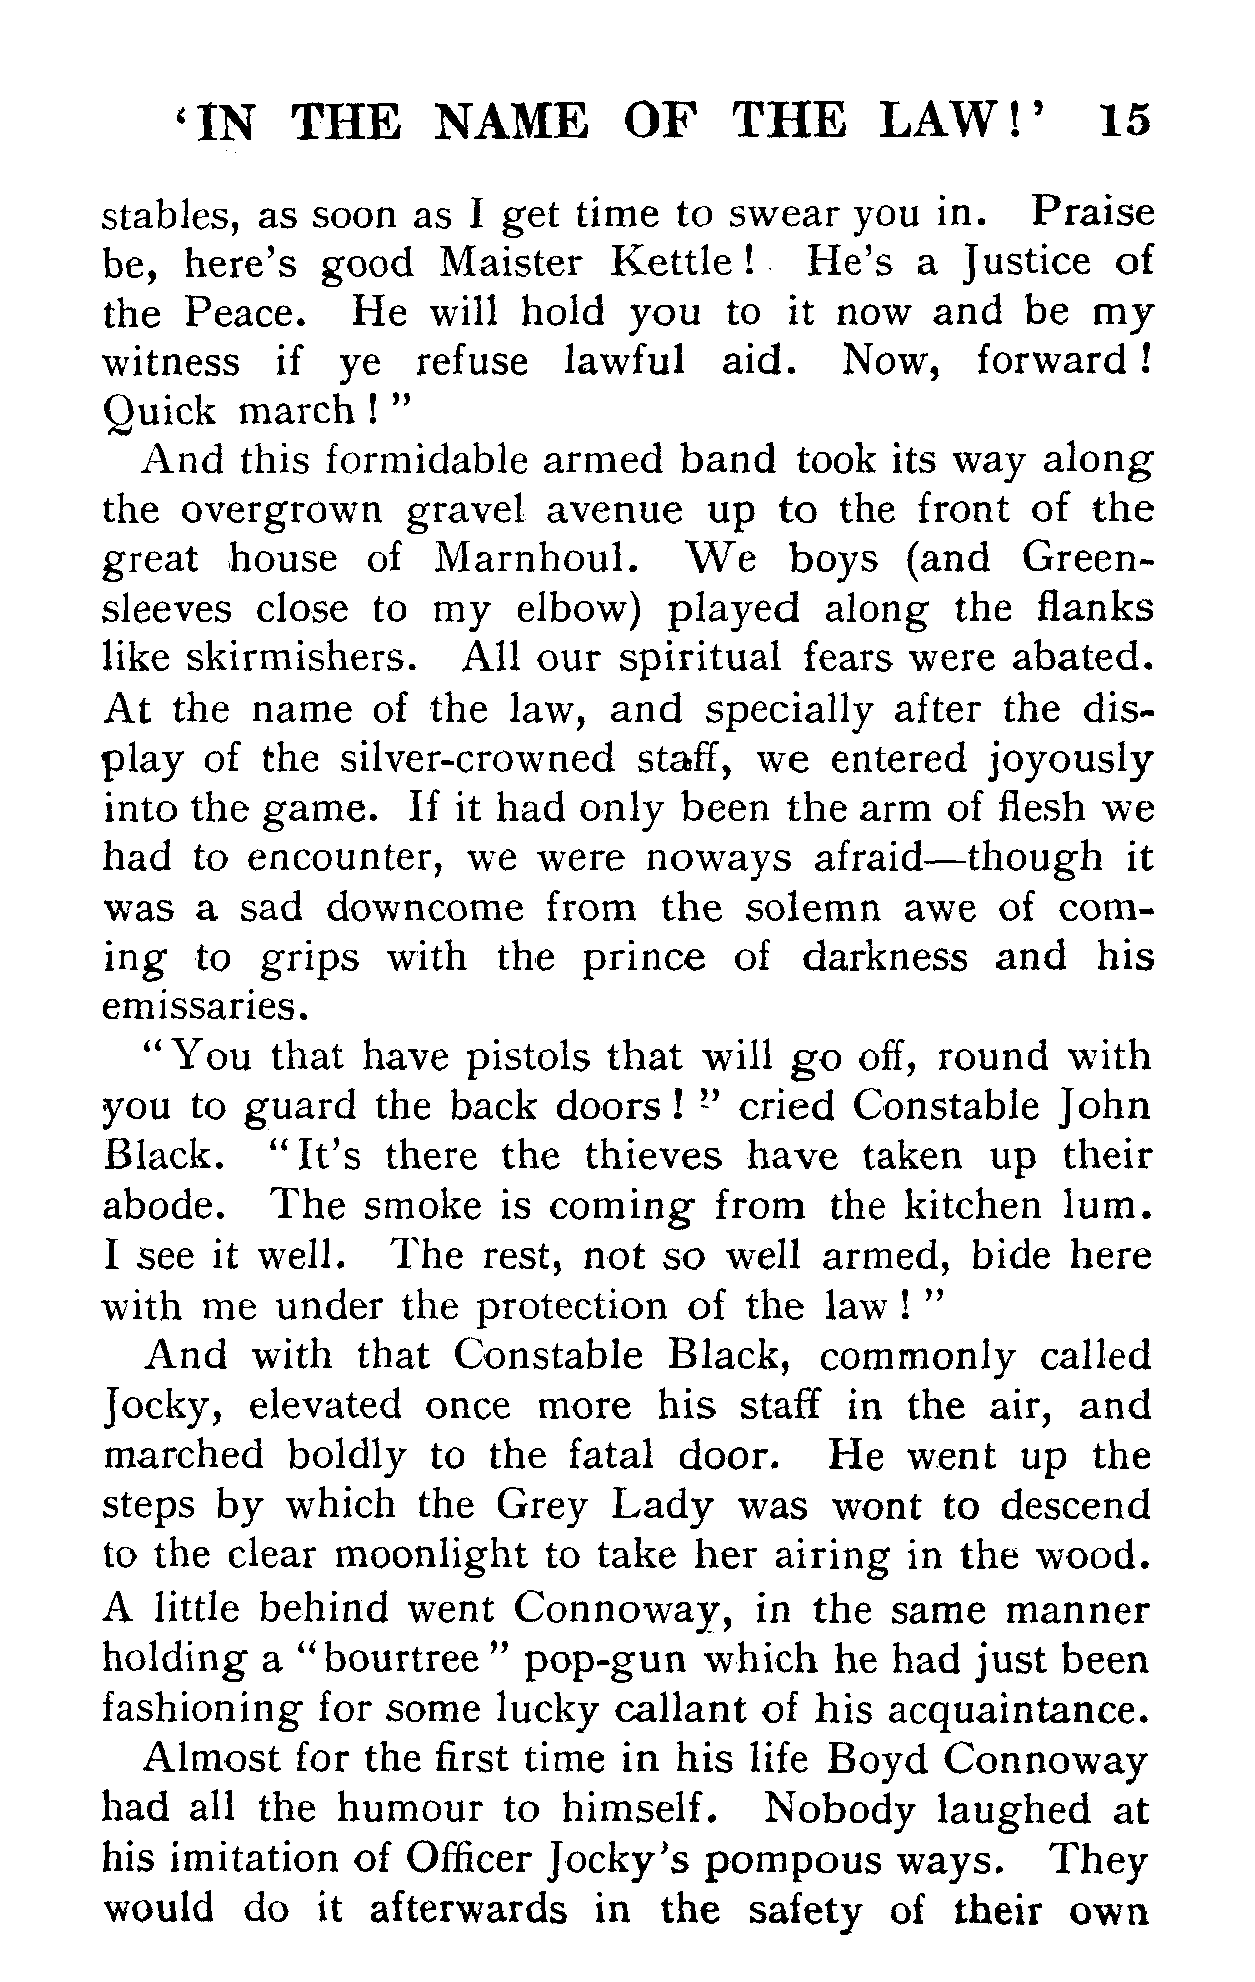 ‘IN THE NAME OF THE LAW!’ 15
stables, as soon as I get time to swear you in. Praise
be, here’s good Maister Kettle! He’s a Justice of
the Peace. He will hold you to it now and be my
witness if ye refuse lawful aid. Now, forward!
Quick march!”
And this formidable armed band took its way along
the overgrown gravel avenue up to the front of the
great house of Marnhoul. We boys (and Green-
sleeves close to my elbow) played along the flanks
like skirmishers. All our spiritual fears were abated.
At the name of the law, and specially after the dis-
play of the silver-crowned staff, we entered joyously
into the game. If it had only been the arm of flesh we
had to encounter, we were noways afraid—though it
was a sad downcome from the solemn awe of com-
ing to grips with the prince of darkness and his
emissaries.
“You that have pistols that will go off, round with
you to guard the back doors!” cried Constable John
Black. “It’s there the thieves have taken up their
abode. The smoke is coming from the kitchen lum.
I see it well. The rest, not so well armed, bide here
with me under the protection of the law!”
And with that Constable Black, commonly called
Jocky, elevated once more his staff in the air, and
marched boldly to the fatal door. He went up the
steps by which the Grey Lady was wont to descend
to the clear moonlight to take her airing in the wood.
A little behind went Connoway, in the same manner
holding a “bourtree” pop-gun which he had just been
fashioning for some lucky callant of his acquaintance.
Almost for the first time in his life Boyd Connoway
had all the humour to himself. Nobody laughed at
his imitation of Officer Jocky’s pompous ways. They
would do it afterwards in the safety of their own